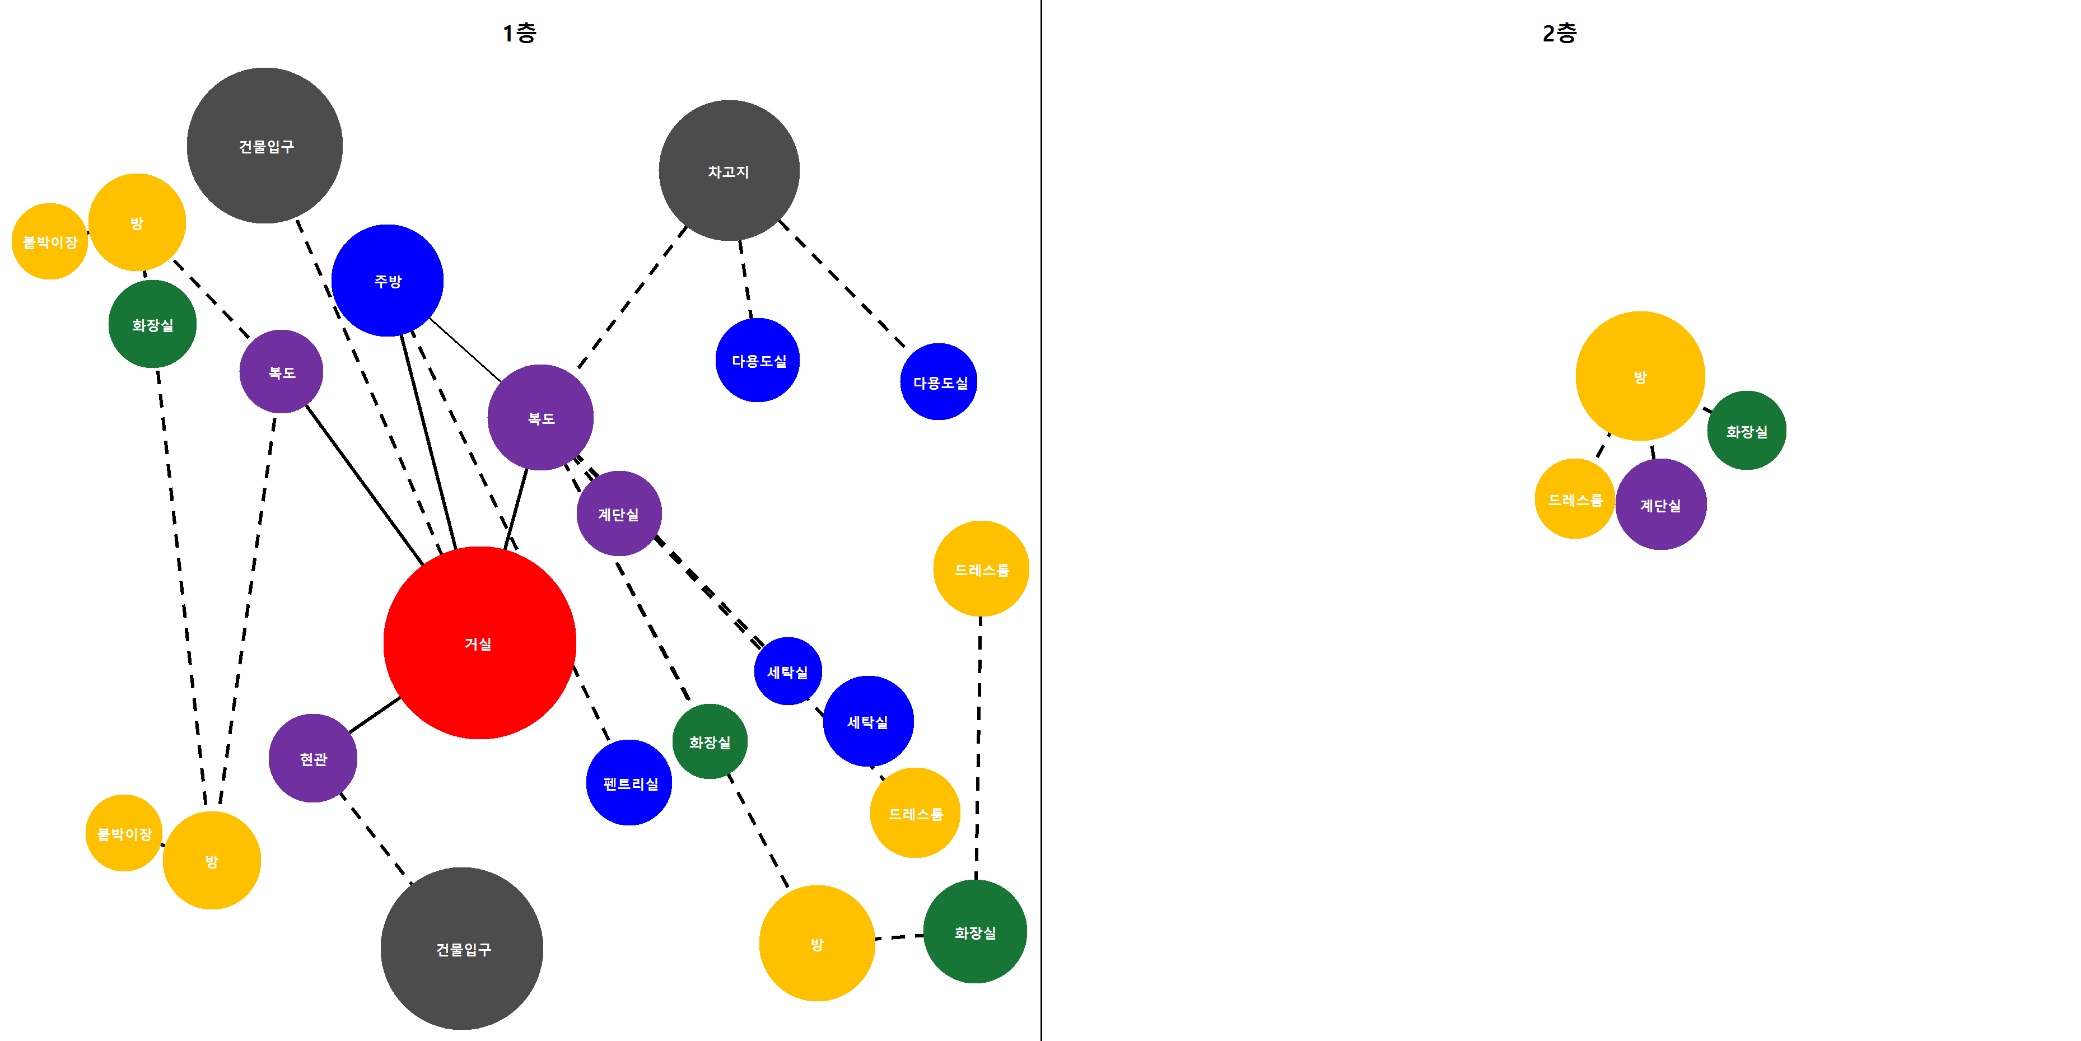 1층
건물입구
차고지
붙박이장
방
주방
화장실
복도
다용도실
다용도실
복도
계단실
드레스룸
거실
세탁실
세탁실
화장실
현관
펜트리실
드레스룸
붙박이장
방
건물입구
방
화장실
2층
방
화장실
드레스룸
계단실